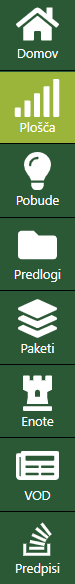 Domov
Plošča
Pobude
Predlogi
Paketi
Enote
VOD
Predpisi